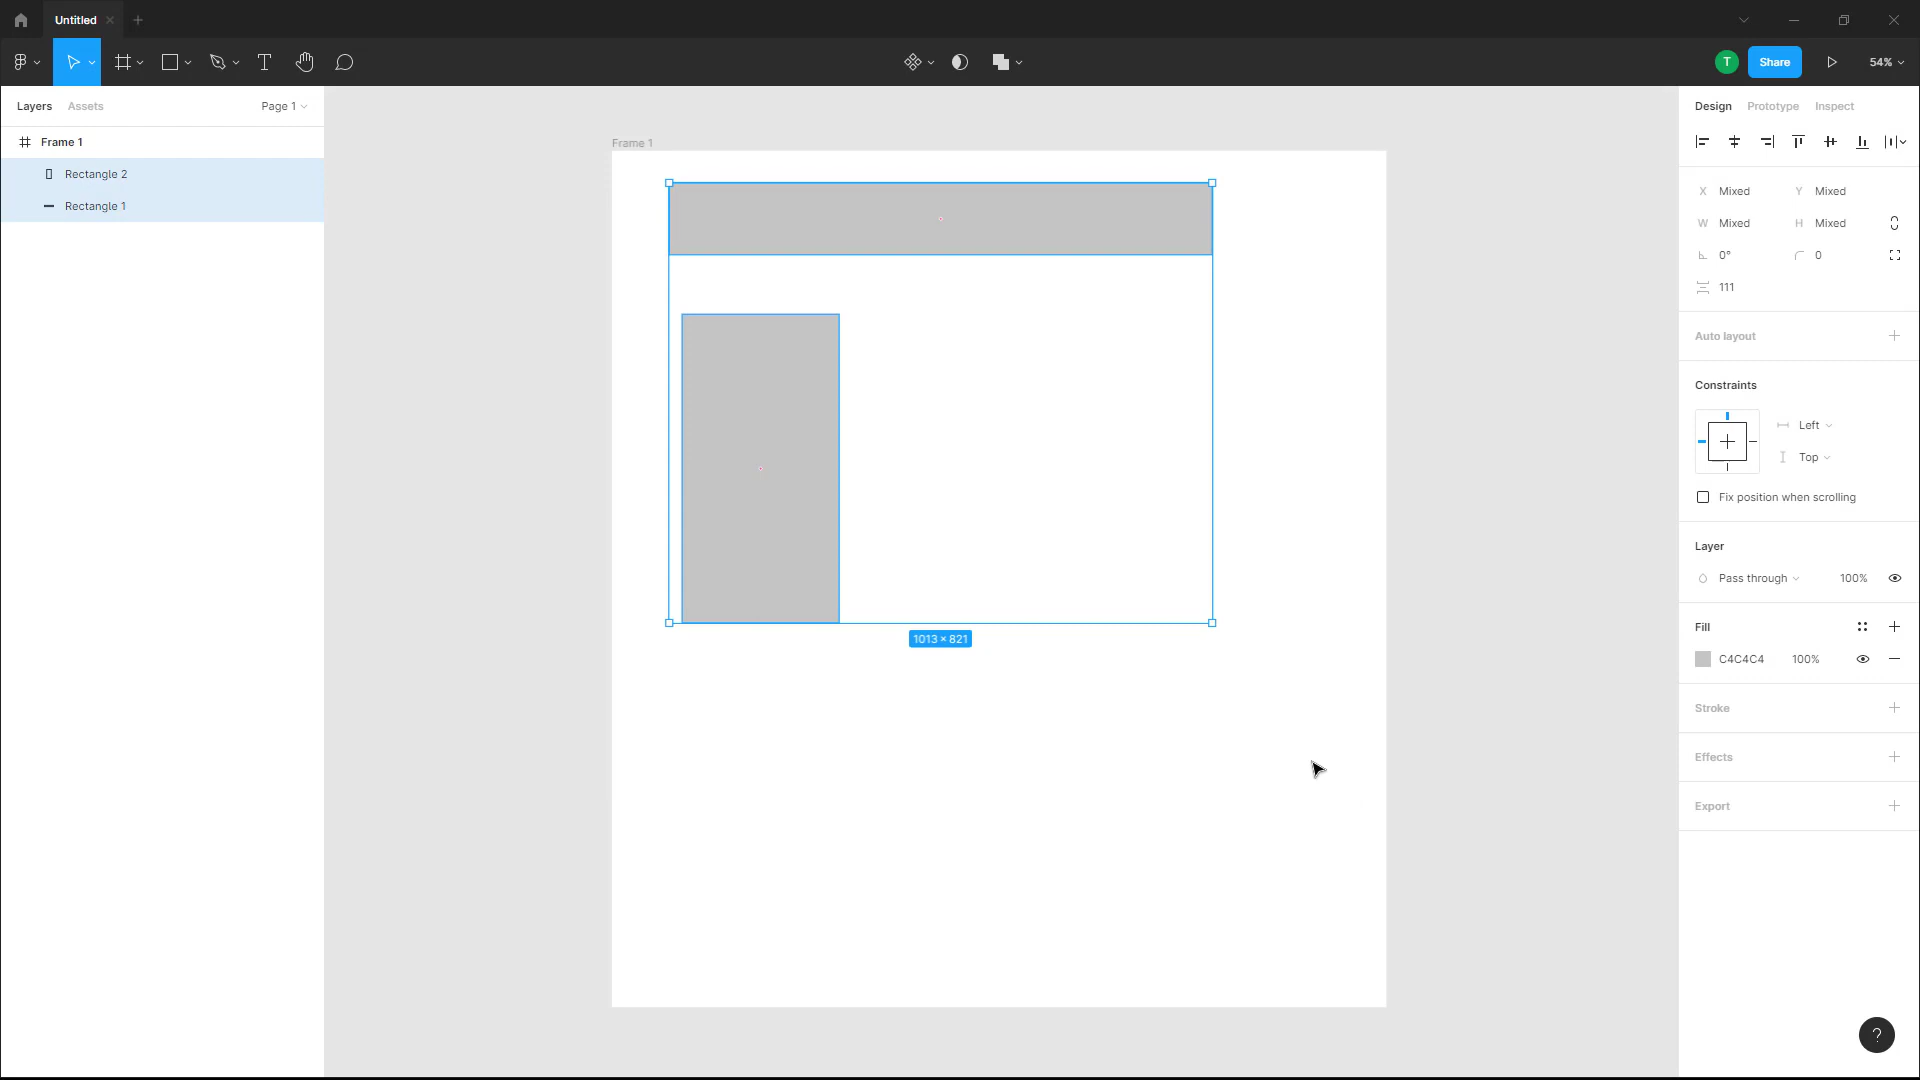 Untitled
T
Share
54%
Layers
Assets
Page 1
Design
Prototype
Inspect
Frame 1
Rectangle 2
Rectangle 1
Frame 1
1013 × 821
X Mixed
Y Mixed
W Mixed
H Mixed
0°
0
111
Auto layout
Constraints
Left
Top
Fix position when scrolling
Layer
Pass through
100%
Fill
C4C4C4
100%
Stroke
Effects
Export
?